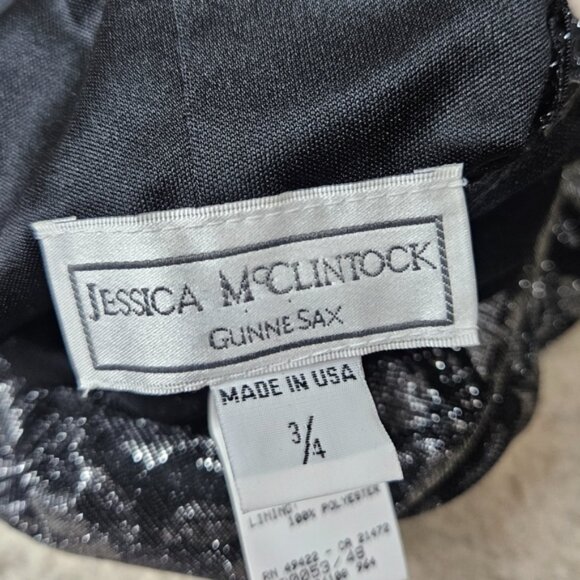 JESSICA McCLINTOCK
GUNNE SAX
MADE IN USA
3/4
LINING:
100% POLYESTER
RN 49422 - CA 21472